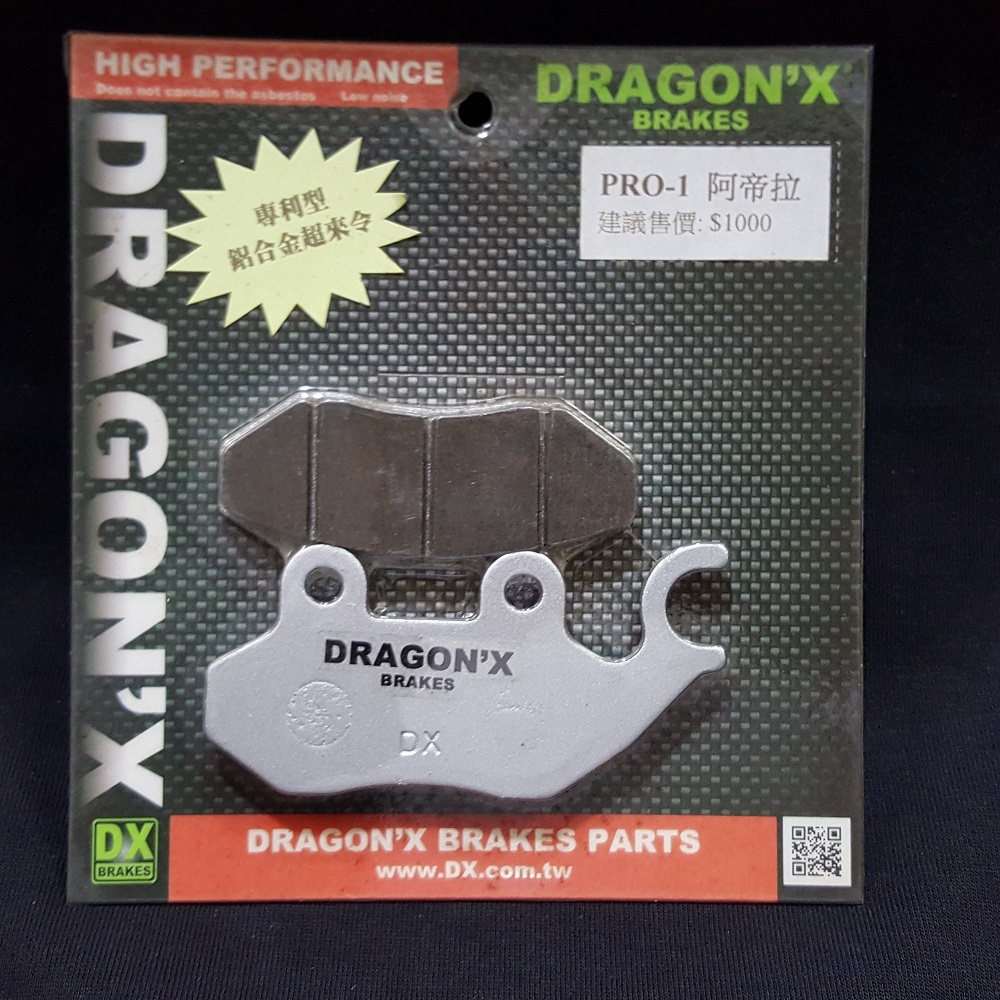 HIGH PERFORMANCE
Does not contain the asbestos Low noise
DRAGON'X
BRAKES
DRAGON'X
專利型
鋁合金超來令
PRO-1 阿帝拉
建議售價: $1000
DRAGON'X
BRAKES
DX
DX
BRAKES
DRAGON'X BRAKES PARTS
www.DX.com.tw